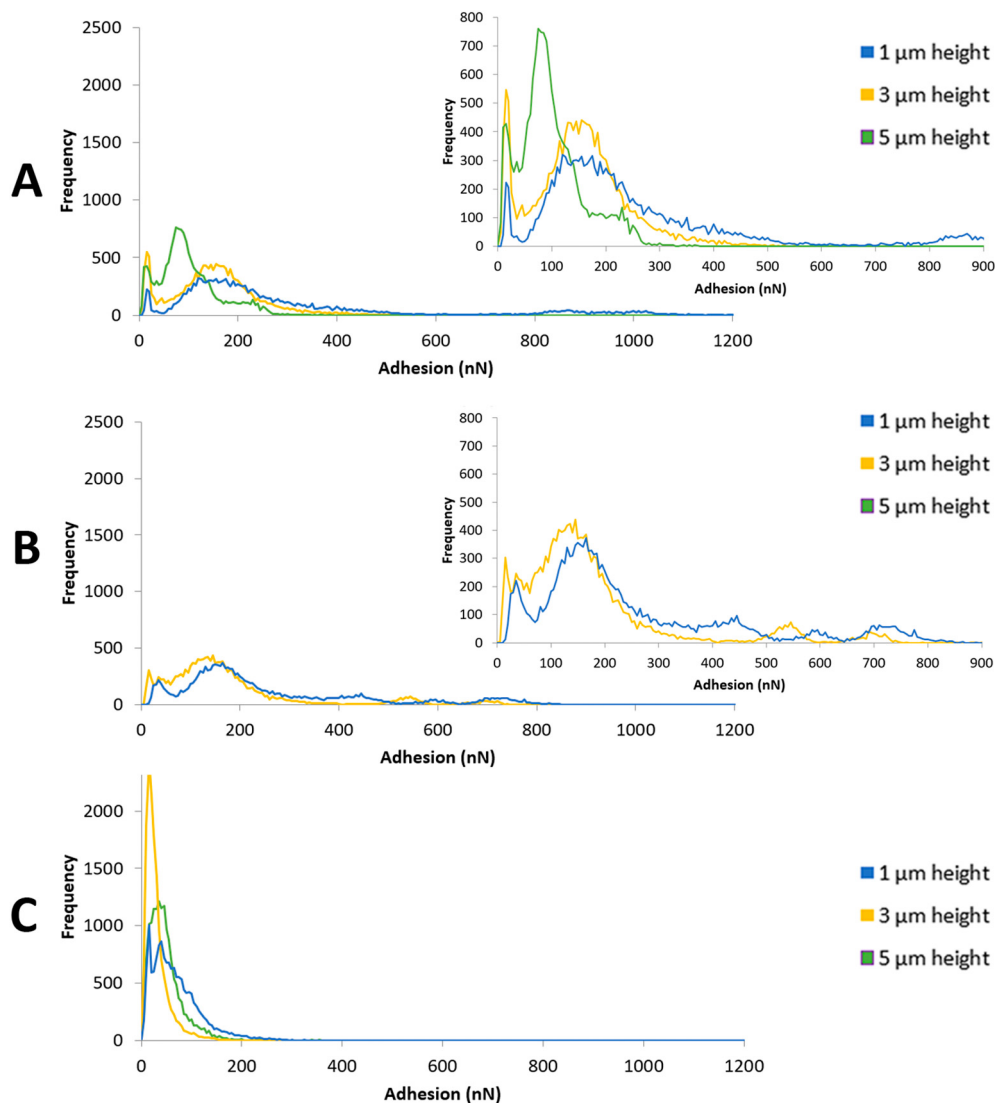 A
2500
2000
1500
1000
500
0
Frequency
0 200 400 600 800 1000 1200
Adhesion (nN)
800
700
600
500
400
300
200
100
0
Frequency
0 100 200 300 400 500 600 700 800 900
Adhesion (nN)
1 µm height
3 µm height
5 µm height
B
2500
2000
1500
1000
500
0
Frequency
0 200 400 600 800 1000 1200
Adhesion (nN)
800
700
600
500
400
300
200
100
0
Frequency
0 100 200 300 400 500 600 700 800 900
Adhesion (nN)
1 µm height
3 µm height
5 µm height
C
2000
1500
1000
500
0
Frequency
0 200 400 600 800 1000 1200
Adhesion (nN)
1 µm height
3 µm height
5 µm height